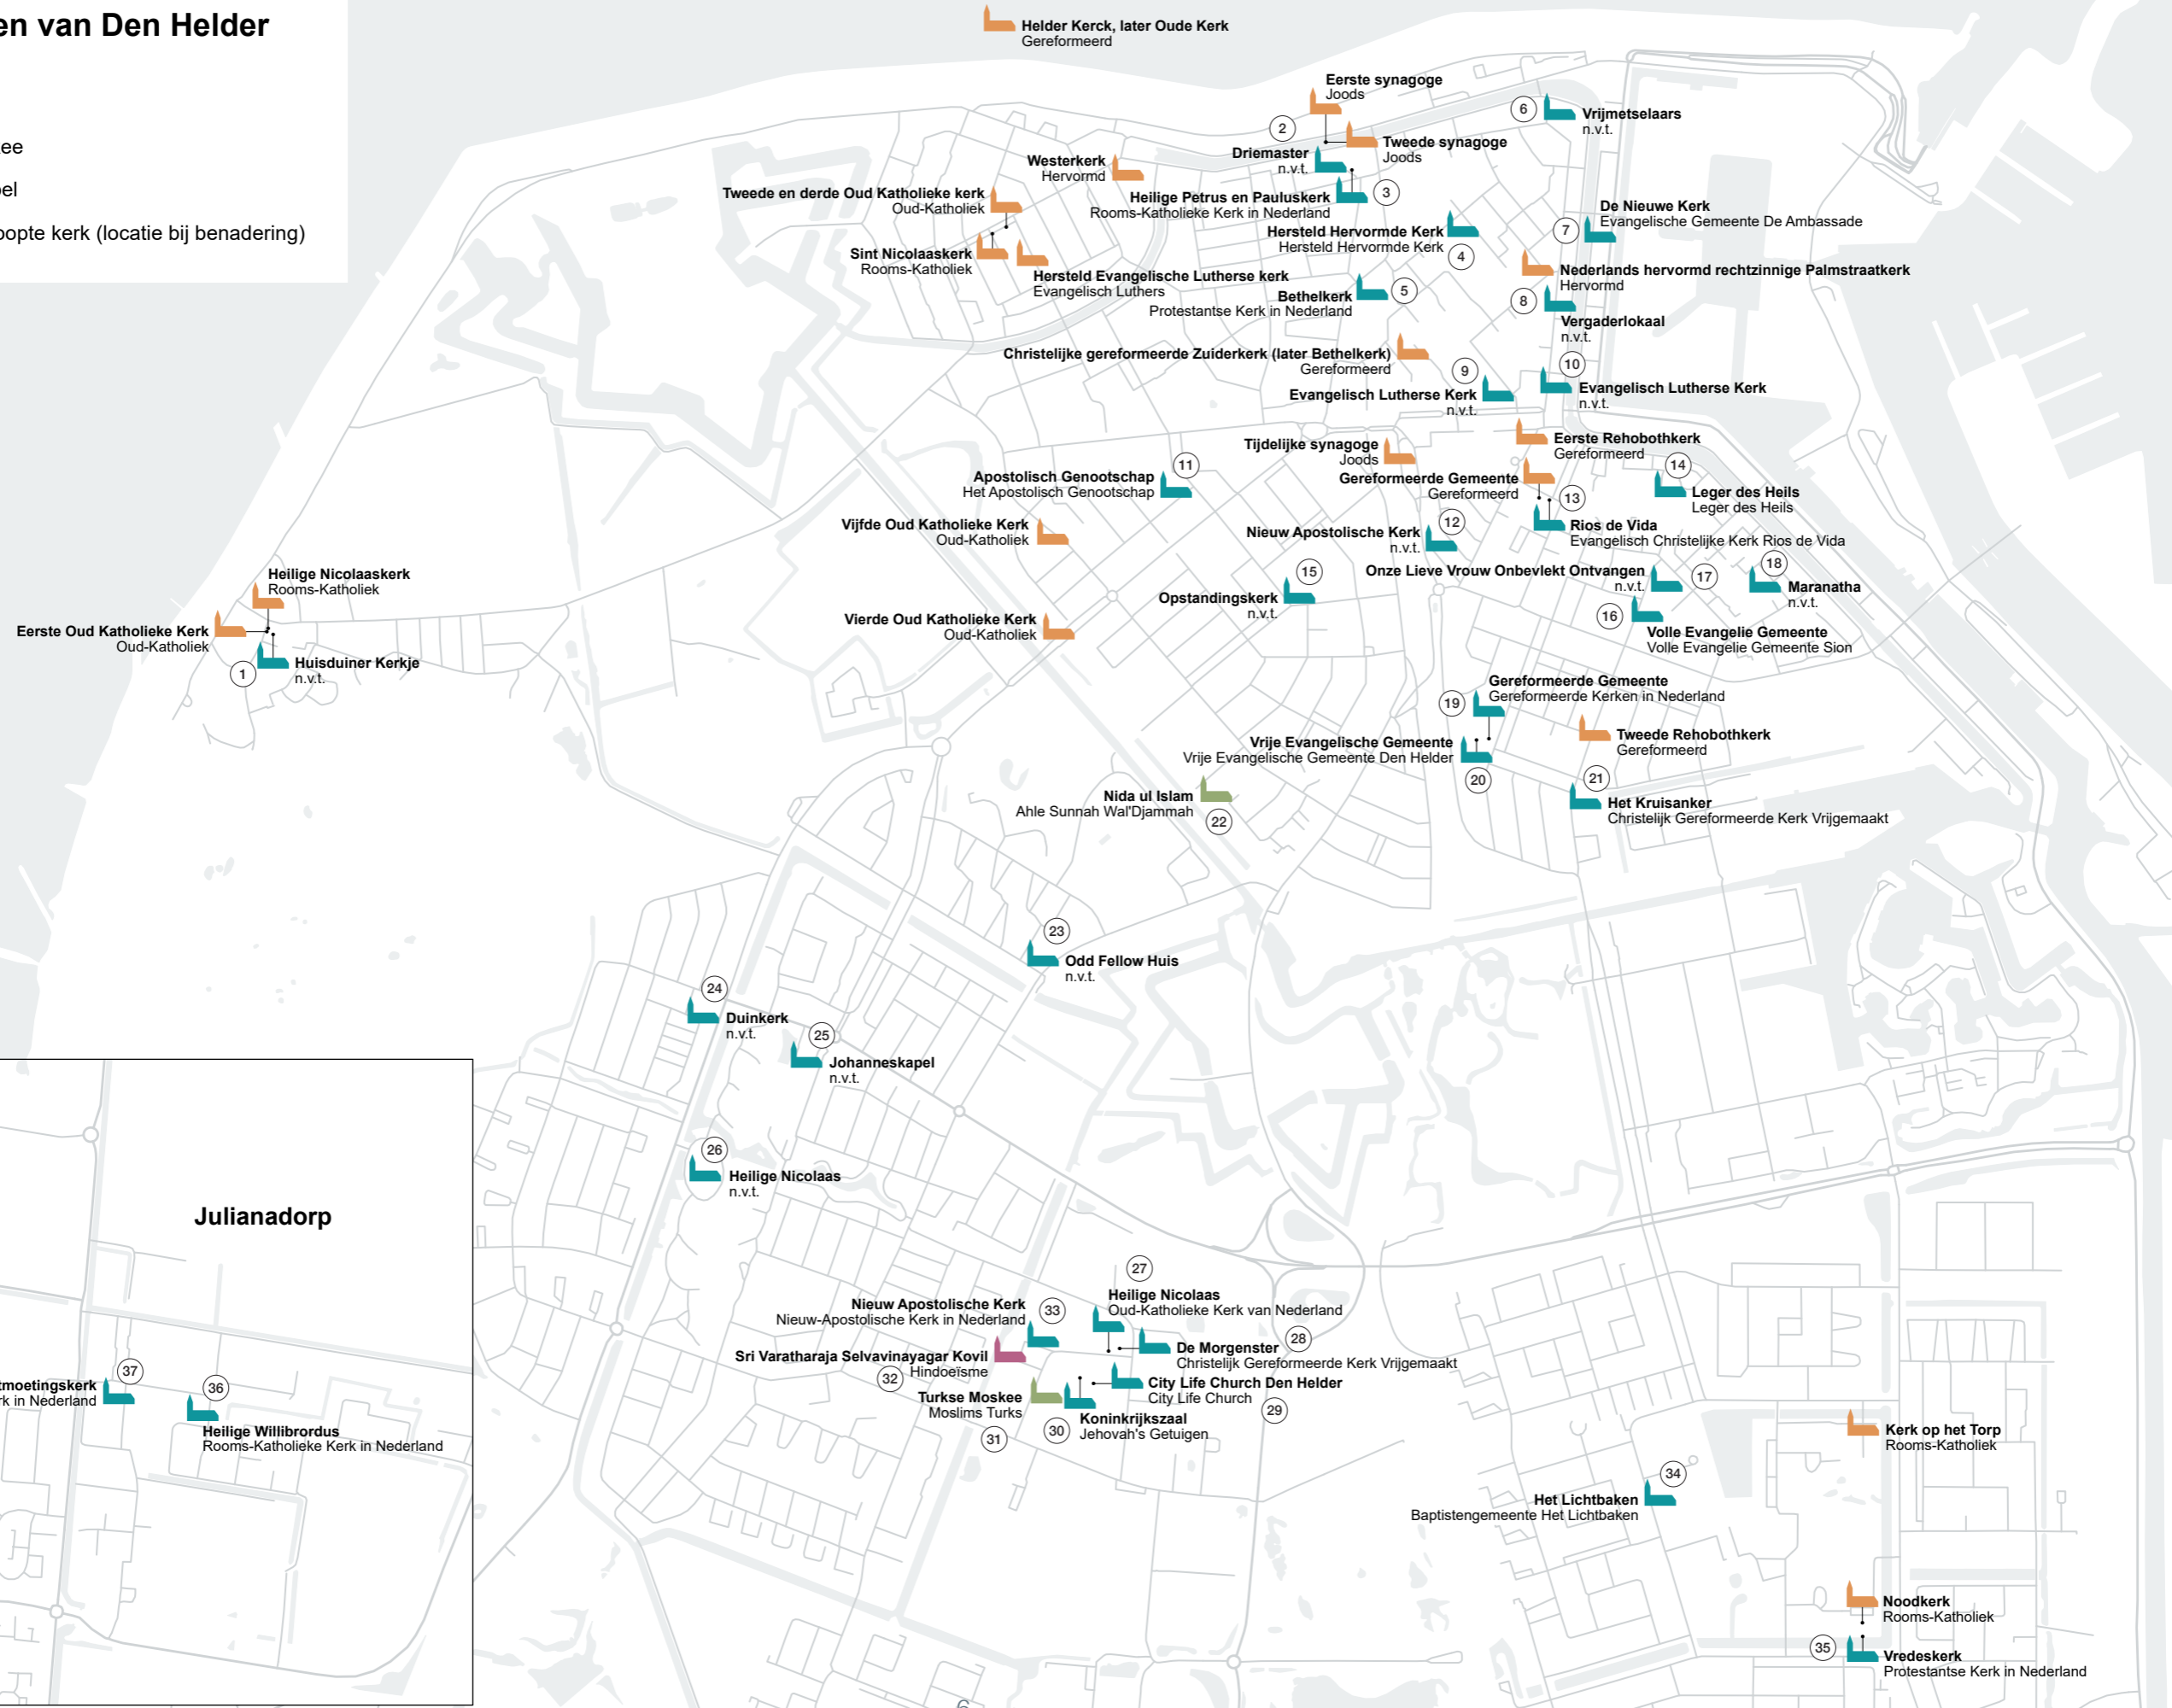 en van Den Helder
ee
pel
oopte kerk (locatie bij benadering)
Helder Kerck, later Oude Kerk
Gereformeerd
Eerste synagoge
Joods
2
Tweede synagoge
Joods
6
Vrijmetselaars
n.v.t.
Driemaster
n.v.t.
Westerkerk
Hervormd
Heilige Petrus en Pauluskerk
Rooms-Katholieke Kerk in Nederland
3
Tweede en derde Oud Katholieke kerk
Oud-Katholiek
De Nieuwe Kerk
Evangelische Gemeente De Ambassade
7
Hersteld Hervormde Kerk
Hersteld Hervormde Kerk
4
Sint Nicolaaskerk
Rooms-Katholiek
Hersteld Evangelische Lutherse kerk
Evangelisch Luthers
Nederlands hervormd rechtzinnige Palmstraatkerk
Hervormd
Bethelkerk
Protestantse Kerk in Nederland
5
8
Vergaderlokaal
n.v.t.
Christelijke gereformeerde Zuiderkerk (later Bethelkerk)
Gereformeerd
9
Evangelisch Lutherse Kerk
n.v.t.
10
Evangelisch Lutherse Kerk
n.v.t.
Eerste Rehobothkerk
Gereformeerd
Tijdelijke synagoge
Joods
Gereformeerde Gemeente
Gereformeerd
11
Apostolisch Genootschap
Het Apostolisch Genootschap
14
Leger des Heils
Leger des Heils
13
Rios de Vida
Evangelisch Christelijke Kerk Rios de Vida
12
Nieuw Apostolische Kerk
n.v.t.
Vijfde Oud Katholieke Kerk
Oud-Katholiek
Onze Lieve Vrouw Onbevlekt Ontvangen
n.v.t.
17
18
Maranatha
n.v.t.
15
Opstandingskerk
n.v.t.
16
Volle Evangelie Gemeente
Volle Evangelie Gemeente Sion
Heilige Nicolaaskerk
Rooms-Katholiek
Eerste Oud Katholieke Kerk
Oud-Katholiek
1
Huisduiner Kerkje
n.v.t.
Vierde Oud Katholieke Kerk
Oud-Katholiek
Gereformeerde Gemeente
Gereformeerde Kerken in Nederland
19
Tweede Rehobothkerk
Gereformeerd
Vrije Evangelische Gemeente
Vrije Evangelische Gemeente Den Helder
20
21
Het Kruisanker
Christelijk Gereformeerde Kerk Vrijgemaakt
Nida ul Islam
Ahle Sunnah Wal'Djammah
22
23
Odd Fellow Huis
n.v.t.
24
Duinkerk
n.v.t.
25
Johanneskapel
n.v.t.
26
Heilige Nicolaas
n.v.t.
Julianadorp
27
Heilige Nicolaas
Oud-Katholieke Kerk van Nederland
Nieuw Apostolische Kerk
Nieuw-Apostolische Kerk in Nederland
33
28
De Morgenster
Christelijk Gereformeerde Kerk Vrijgemaakt
Sri Varatharaja Selvavinayagar Kovil
Hindoeïsme
32
City Life Church Den Helder
City Life Church
29
Turkse Moskee
Moslims Turks
31
30
Koninkrijkszaal
Jehovah's Getuigen
37
tmoetingskerk
rk in Nederland
36
Heilige Willibrordus
Rooms-Katholieke Kerk in Nederland
Kerk op het Torp
Rooms-Katholiek
34
Het Lichtbaken
Baptistengemeente Het Lichtbaken
Noodkerk
Rooms-Katholiek
35
Vredeskerk
Protestantse Kerk in Nederland